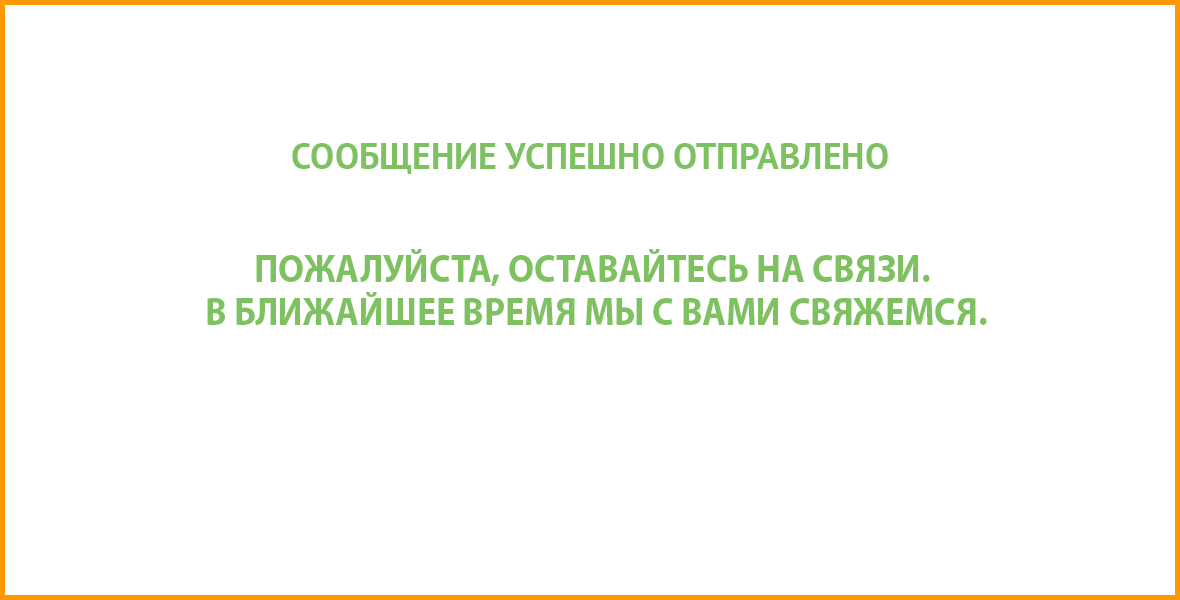 СООБЩЕНИЕ УСПЕШНО ОТПРАВЛЕНО
ПОЖАЛУЙСТА, ОСТАВАЙТЕСЬ НА СВЯЗИ.
В БЛИЖАЙШЕЕ ВРЕМЯ МЫ С ВАМИ СВЯЖЕМСЯ.